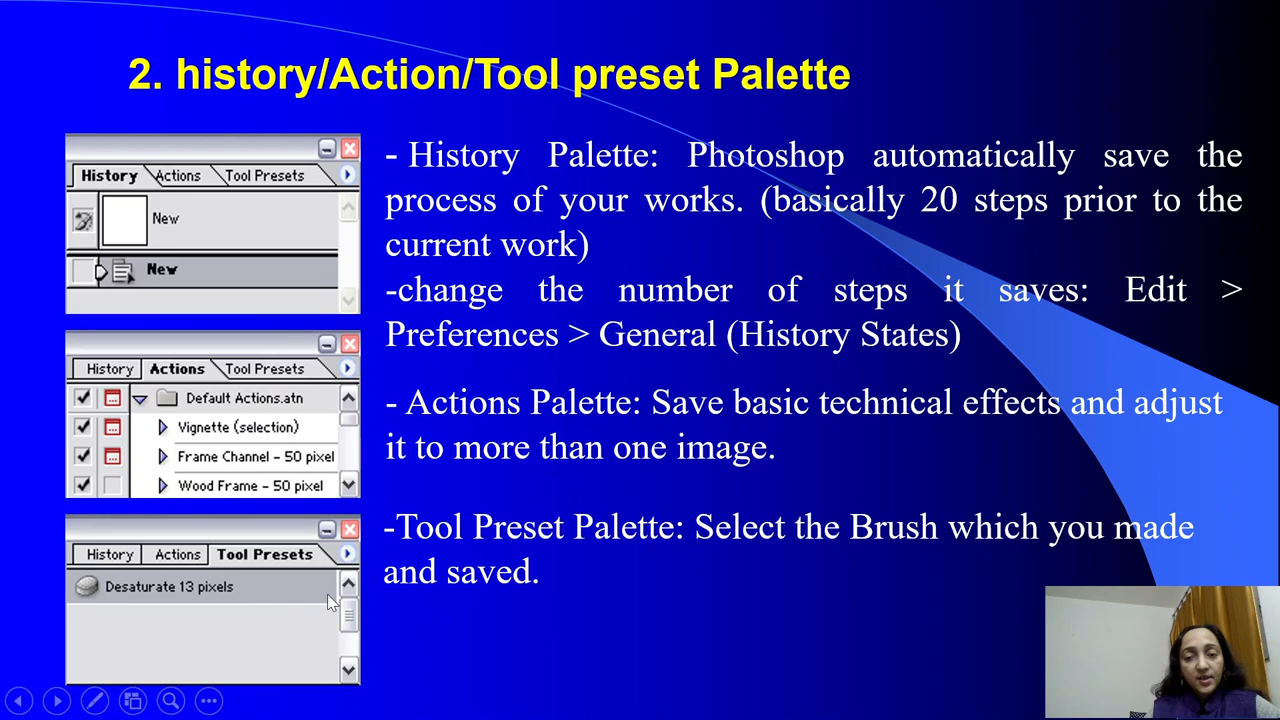 2. history/Action/Tool preset Palette
History Actions Tool Presets
New
New
History Actions Tool Presets
Default Actions.atn
Vignette (selection)
Frame Channel - 50 pixel
Wood Frame - 50 pixel
History Actions Tool Presets
Desaturate 13 pixels
- History Palette: Photoshop automatically save the
process of your works. (basically 20 steps prior to the
current work)
-change the number of steps it saves: Edit >
Preferences > General (History States)
- Actions Palette: Save basic technical effects and adjust
it to more than one image.
-Tool Preset Palette: Select the Brush which you made
and saved.